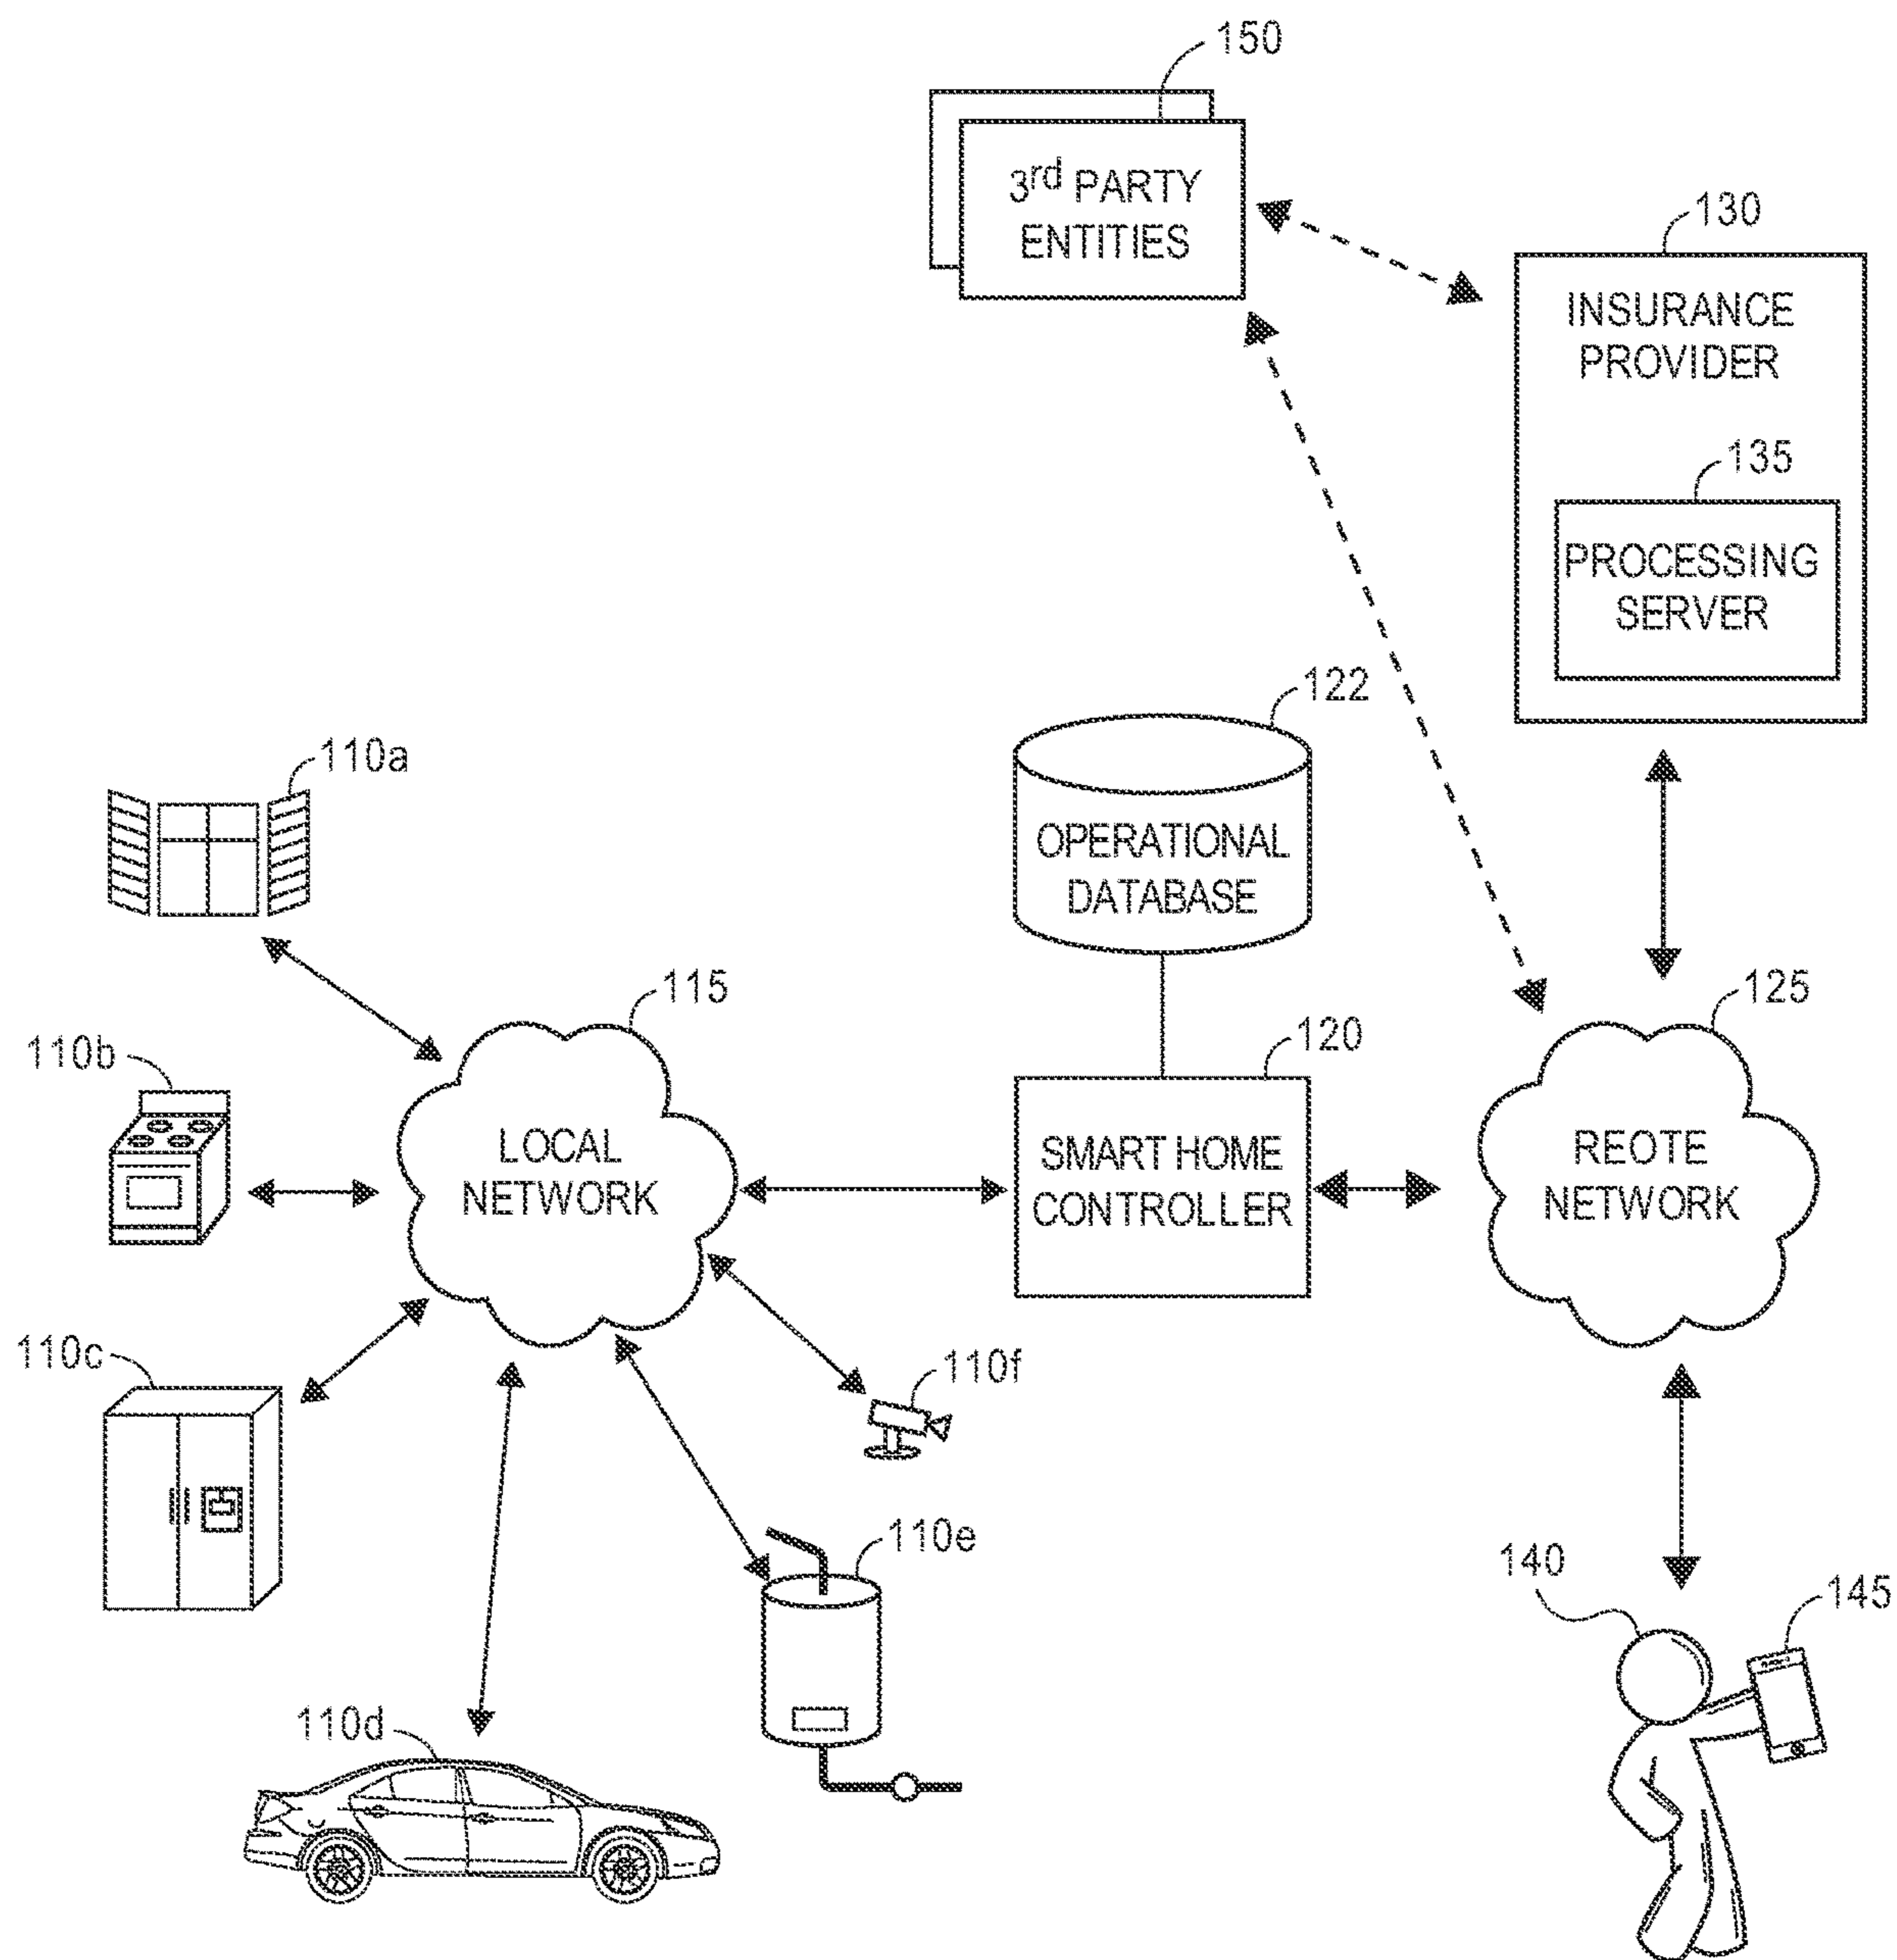 150
3rd PARTY
ENTITIES
130
INSURANCE
PROVIDER
135
PROCESSING
SERVER
122
OPERATIONAL
DATABASE
110a
115
125
110b
120
LOCAL
NETWORK
SMART HOME
CONTROLLER
REOTE
NETWORK
110c
110f
110e
140
145
110d